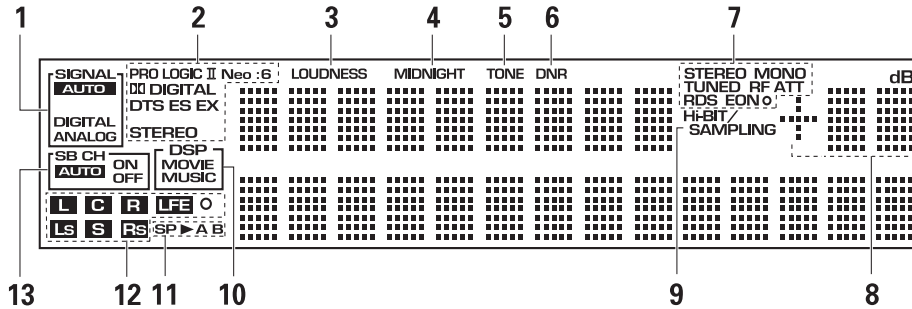 1 2 3 4 5 6 7
SIGNAL
AUTO
DIGITAL
ANALOG
PRO LOGIC II Neo :6
DIGITAL
DTS ES EX
STEREO
LOUDNESS MIDNIGHT TONE DNR
STEREO MONO
TUNED RF ATT
RDS EON
Hi-BIT/
SAMPLING
dB
SB CH
AUTO
ON
OFF
DSP
MOVIE
MUSIC
L C R LFE
Ls S Rs SP ▶ A B
13 12 11 10 9 8